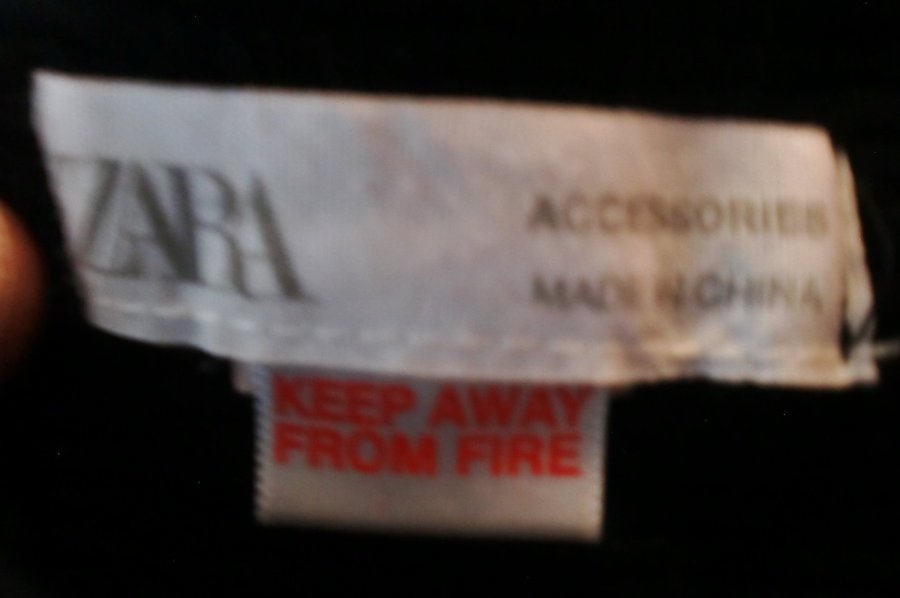 ZARA
ACCESSORIES
MADE IN CHINA
KEEP AWAY
FROM FIRE